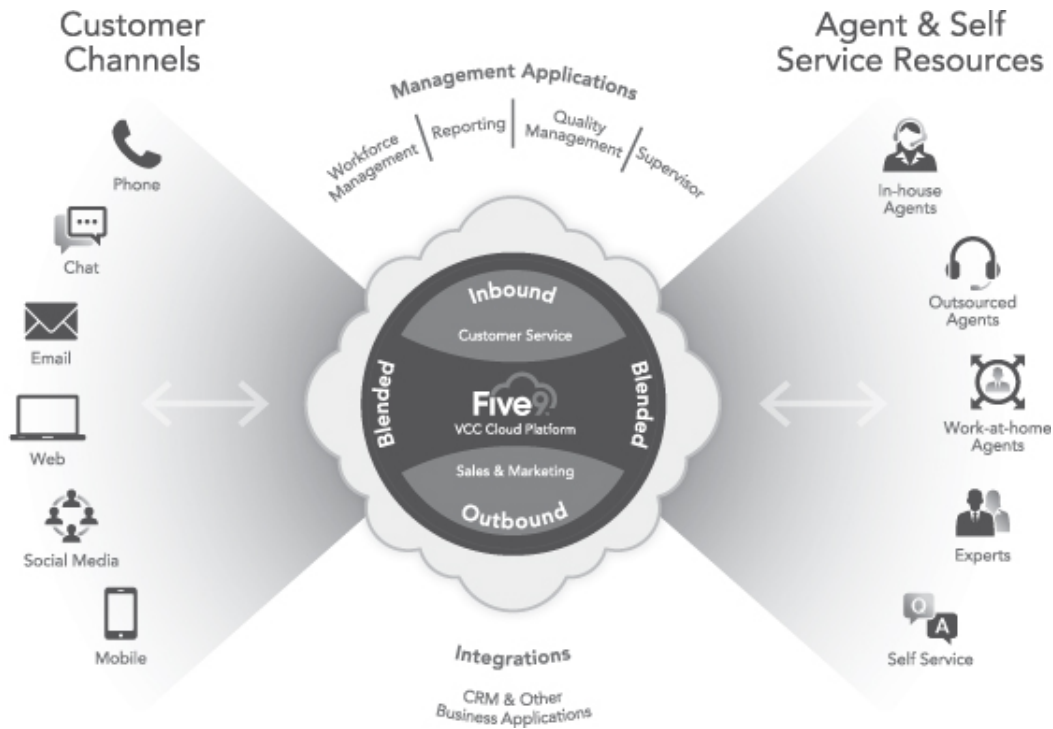 Customer
Channels
Phone
Chat
Email
Web
Social Media
Mobile
Management Applications
Workforce
Management
Reporting
Quality
Management
Supervisor
Inbound
Customer Service
Blended
Five9
VCC Cloud Platform
Blended
Sales & Marketing
Outbound
Integrations
CRM & Other
Business Applications
Agent & Self
Service Resources
In-house
Agents
Outsourced
Agents
Work-at-home
Agents
Experts
Q
A
Self Service